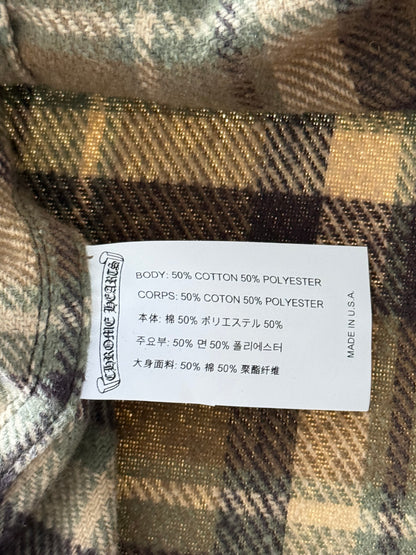 CHROME HEARTS
BODY: 50% COTTON 50% POLYESTER
CORPS: 50% COTON 50% POLYESTER
本体: 棉 50% ポリエステル 50%
주요부: 50% 면 50% 폴리에스터
大身面料: 50% 棉 50% 聚酯纤维
MADE IN U.S.A.